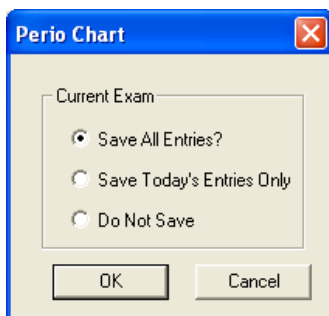 Perio Chart
Current Exam
Save All Entries?
Save Today's Entries Only
Do Not Save
OK Cancel